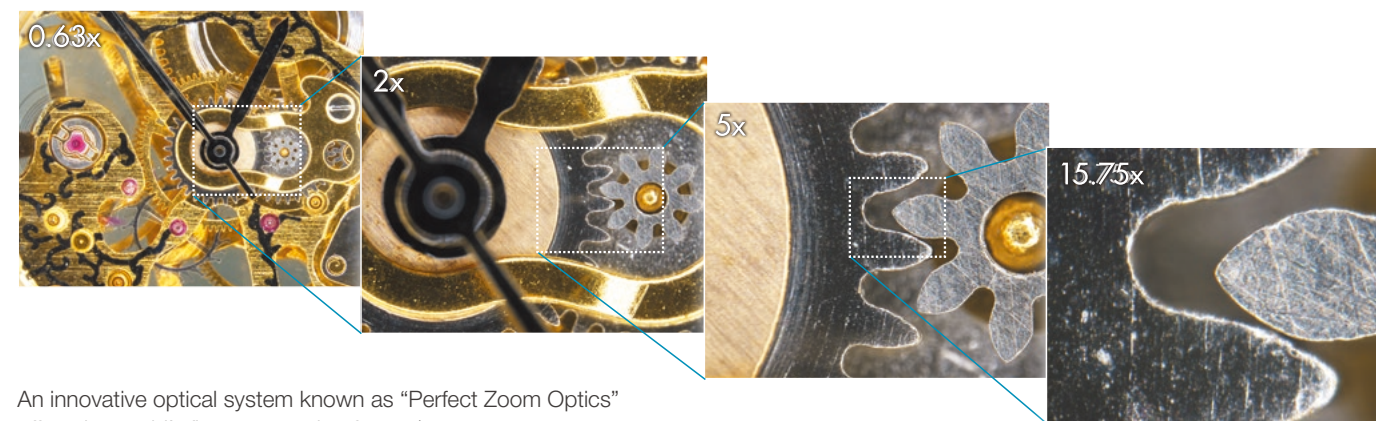 0.63x
2x
5x
15.75x
An innovative optical system known as “Perfect Zoom Optics”